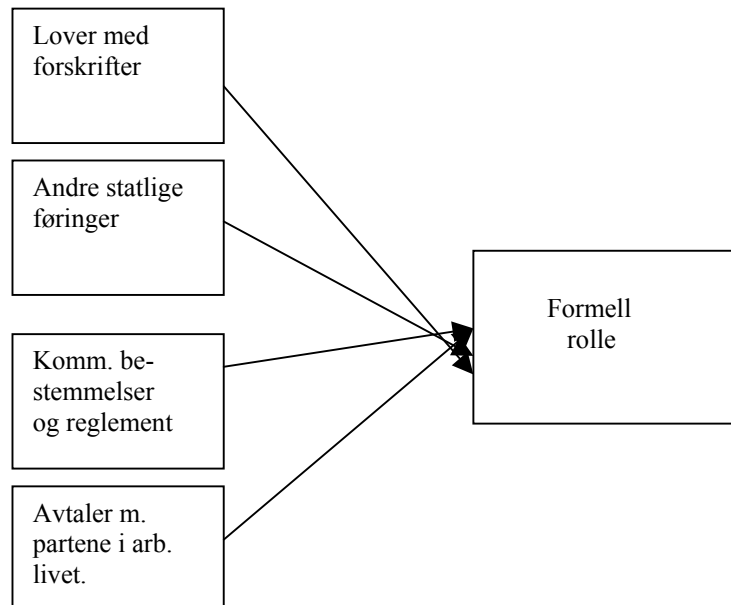 Lover med
forskrifter
Andre statlige
føringer
Formell
rolle
Komm. be-
stemmelser
og reglement
Avtaler m.
partene i arb.
livet.